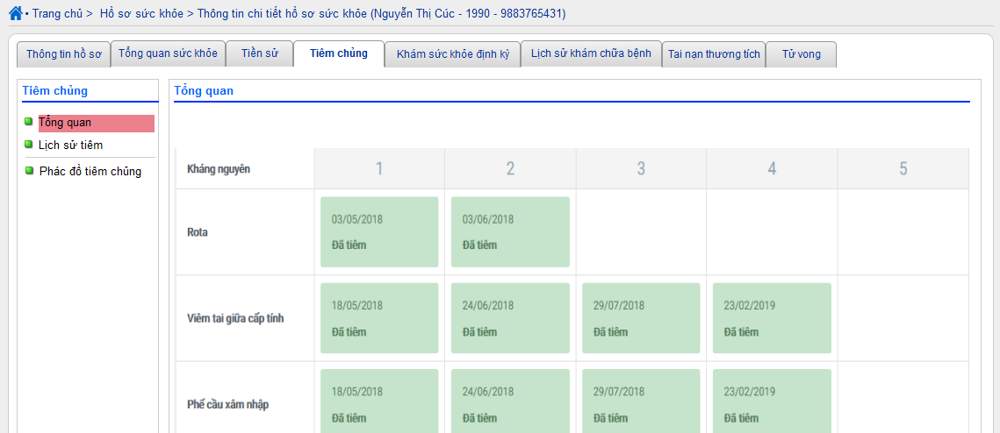 • Trang chủ > Hồ sơ sức khỏe > Thông tin chi tiết hồ sơ sức khỏe (Nguyễn Thị Cúc - 1990 - 9883765431)
Thông tin hồ sơ Tổng quan sức khỏe Tiền sử Tiêm chủng Khám sức khỏe định kỳ Lịch sử khám chữa bệnh Tai nạn thương tích Tử vong
Tiêm chủng
Tổng quan
Lịch sử tiêm
Phác đồ tiêm chủng
Tổng quan
Kháng nguyên 1 2 3 4 5
Rota
03/05/2018 03/06/2018
Đã tiêm Đã tiêm
Viêm tai giữa cấp tính
18/05/2018 24/06/2018 29/07/2018 23/02/2019
Đã tiêm Đã tiêm Đã tiêm Đã tiêm
Phế cầu xâm nhập
18/05/2018 24/06/2018 29/07/2018 23/02/2019
Đã tiêm Đã tiêm Đã tiêm Đã tiêm